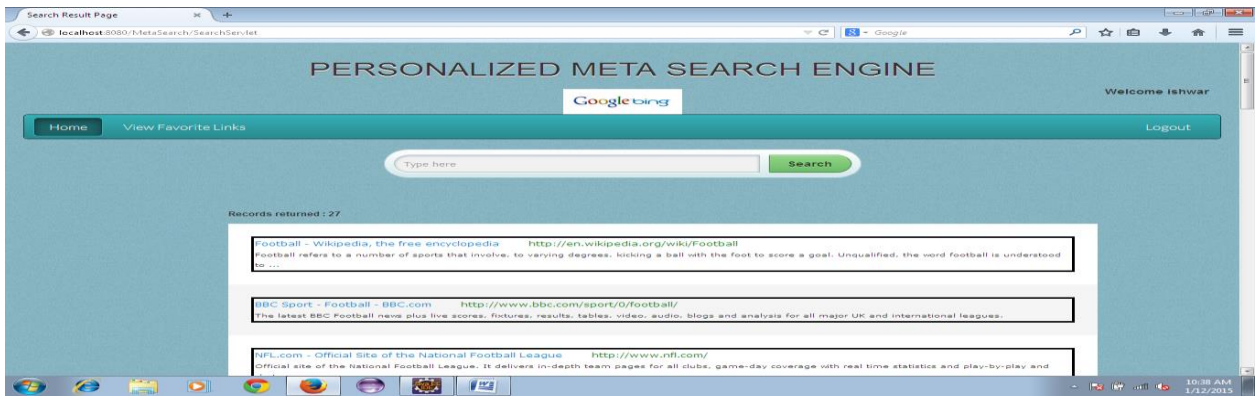 Search Result Page
localhost:8080/MetaSearch/SearchServlet
Google
PERSONALIZED META SEARCH ENGINE
Google bing
Welcome ishwar
Home View Favorite Links Logout
Type here Search
Records returned : 27
Football - Wikipedia, the free encyclopedia http://en.wikipedia.org/wiki/Football
Football refers to a number of sports that involve, to varying degrees, kicking a ball with the foot to score a goal. Unqualified, the word football is understood
to ...
BBC Sport - Football - BBC.com http://www.bbc.com/sport/0/football/
The latest BBC Football news plus live scores, fixtures, results, tables, video, audio, blogs and analysis for all major UK and international leagues.
NFL.com - Official Site of the National Football League http://www.nfl.com/
Official site of the National Football League. It delivers in-depth team pages for all clubs, game-day coverage with real time statistics and play-by-play and
10:38 AM
1/12/2015